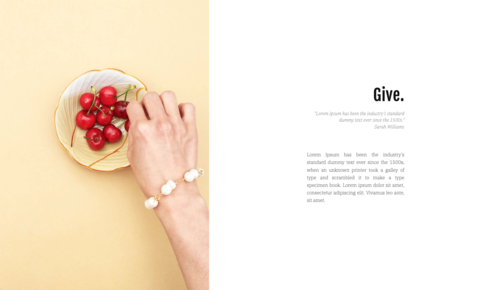 Give.
"Lorem Ipsum has been the industry's standard
dummy text ever since the 1500s."
Sarah Williams
Lorem Ipsum has been the industry's
standard dummy text ever since the 1500s,
when an unknown printer took a galley of
type and scrambled it to make a type
specimen book. Lorem ipsum dolor sit amet,
consectetur adipiscing elit. Vivamus leo ante,
sit amet.